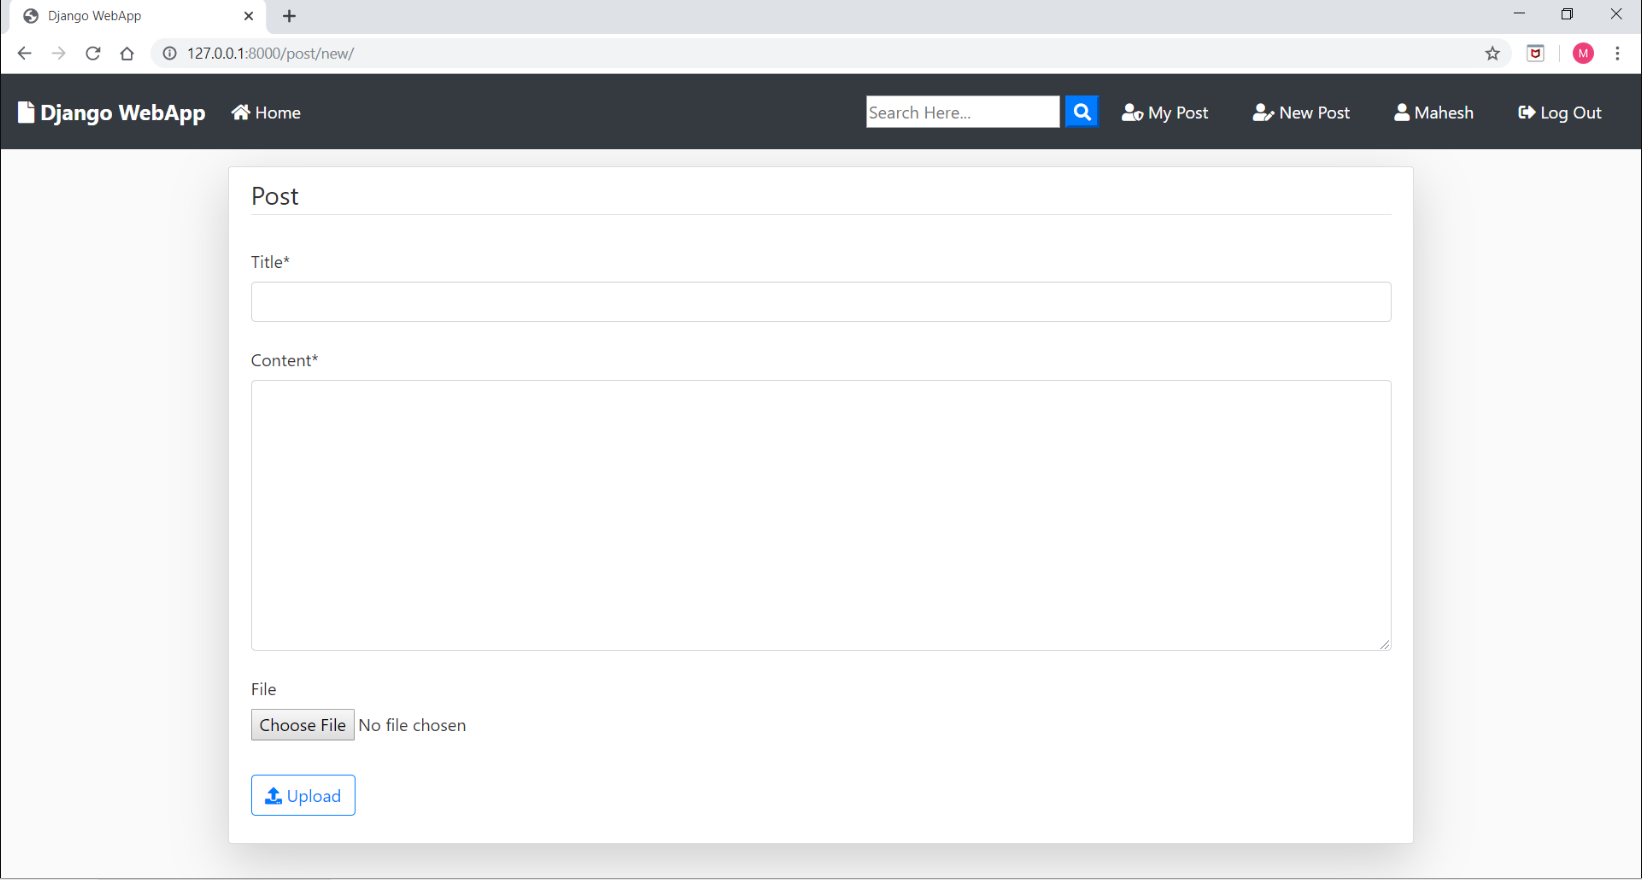 Django WebApp
127.0.0.1:8000/post/new/
M
Django WebApp Home Search Here... My Post New Post Mahesh Log Out
Post
Title*
Content*
File
Choose File No file chosen
Upload